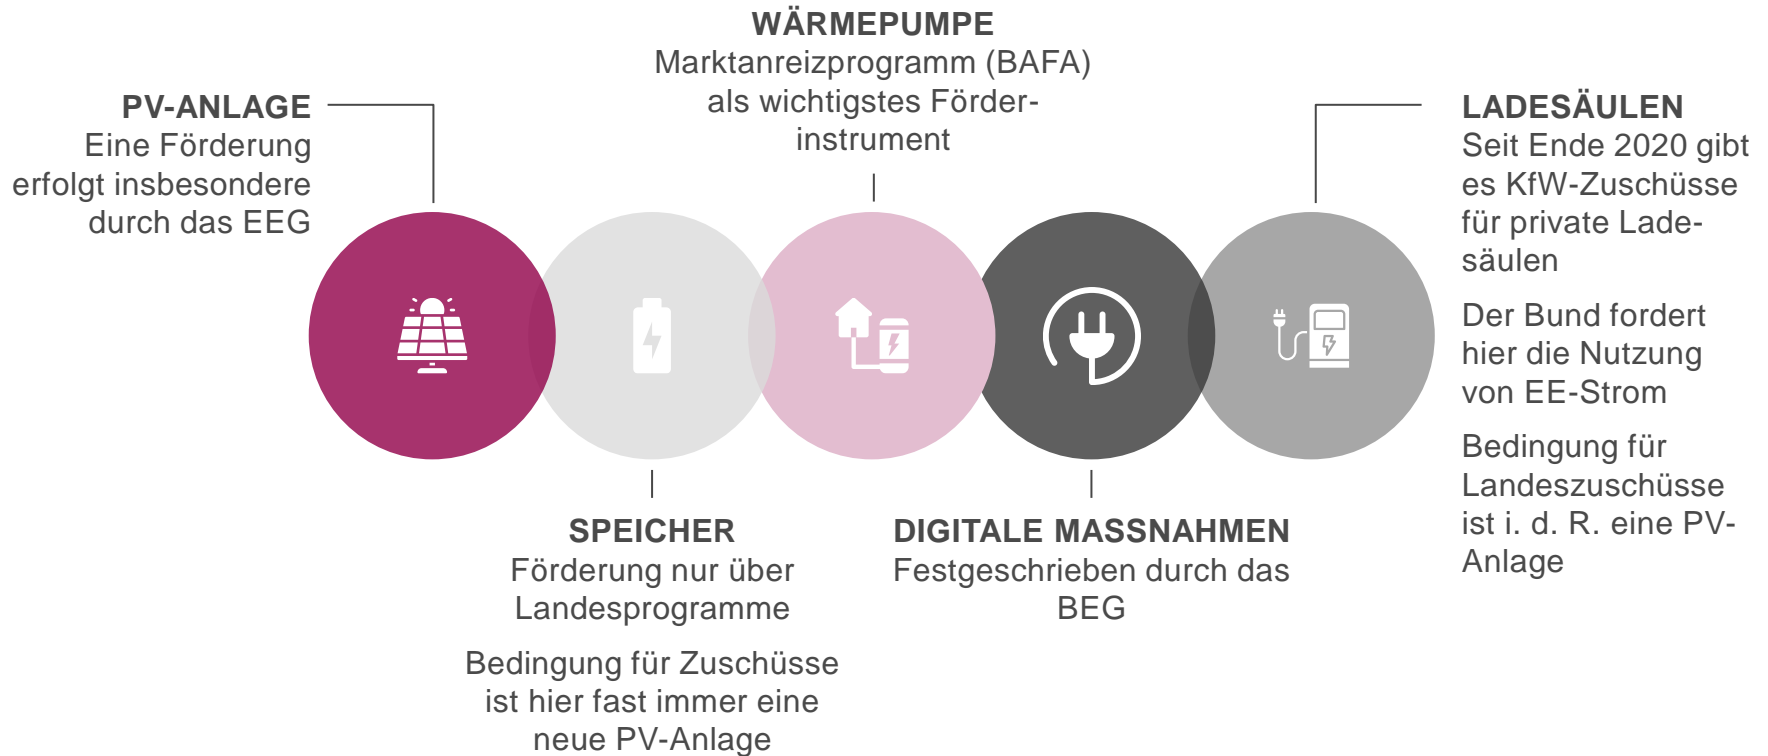 PV-ANLAGE
Eine Förderung
erfolgt insbesondere
durch das EEG
SPEICHER
Förderung nur über
Landesprogramme
Bedingung für Zuschüsse
ist hier fast immer eine
neue PV-Anlage
WÄRMEPUMPE
Marktanreizprogramm (BAFA)
als wichtigstes Förder-
instrument
DIGITALE MASSNAHMEN
Festgeschrieben durch das
BEG
LADESÄULEN
Seit Ende 2020 gibt
es KfW-Zuschüsse
für private Lade-
säulen
Der Bund fordert
hier die Nutzung
von EE-Strom
Bedingung für
Landeszuschüsse
ist i. d. R. eine PV-
Anlage